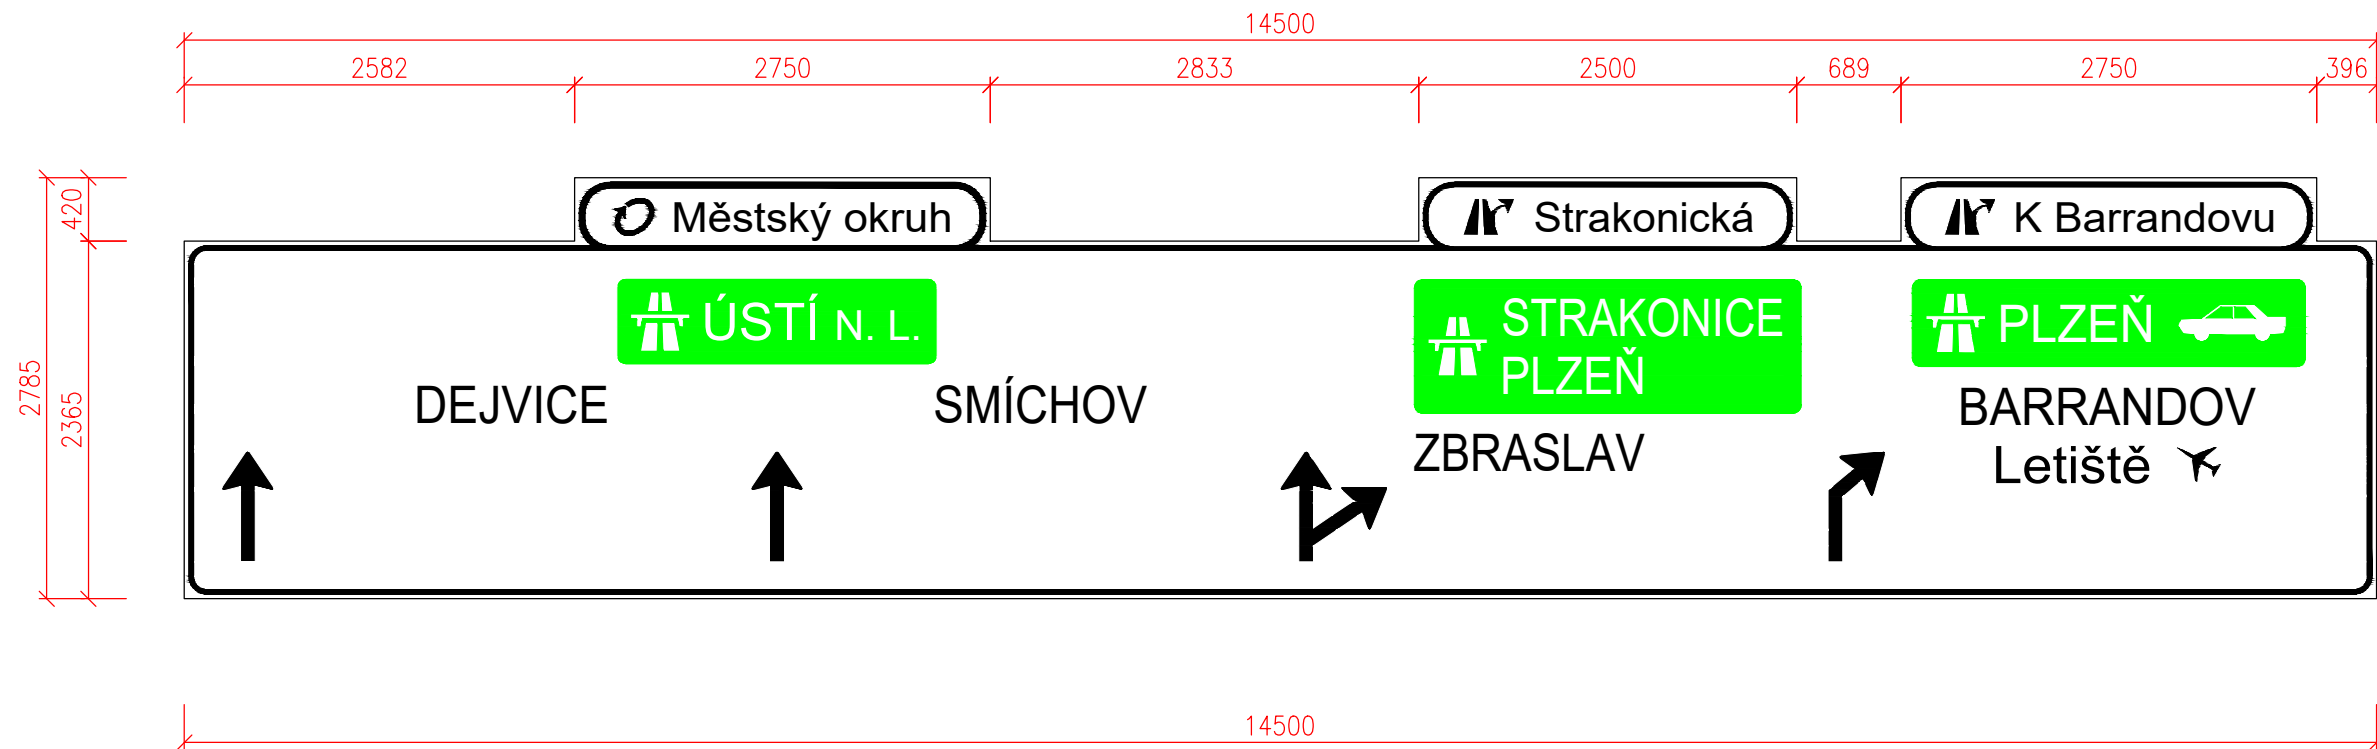 14500
2582 2750 2833 2500 689 2750 396
420
2785
2365
Městský okruh
Strakonická
K Barrandovu
ÚSTÍ N. L.
DEJVICE
SMÍCHOV
STRAKONICE
PLZEŇ
ZBRASLAV
PLZEŇ
BARRANDOV
Letiště
14500